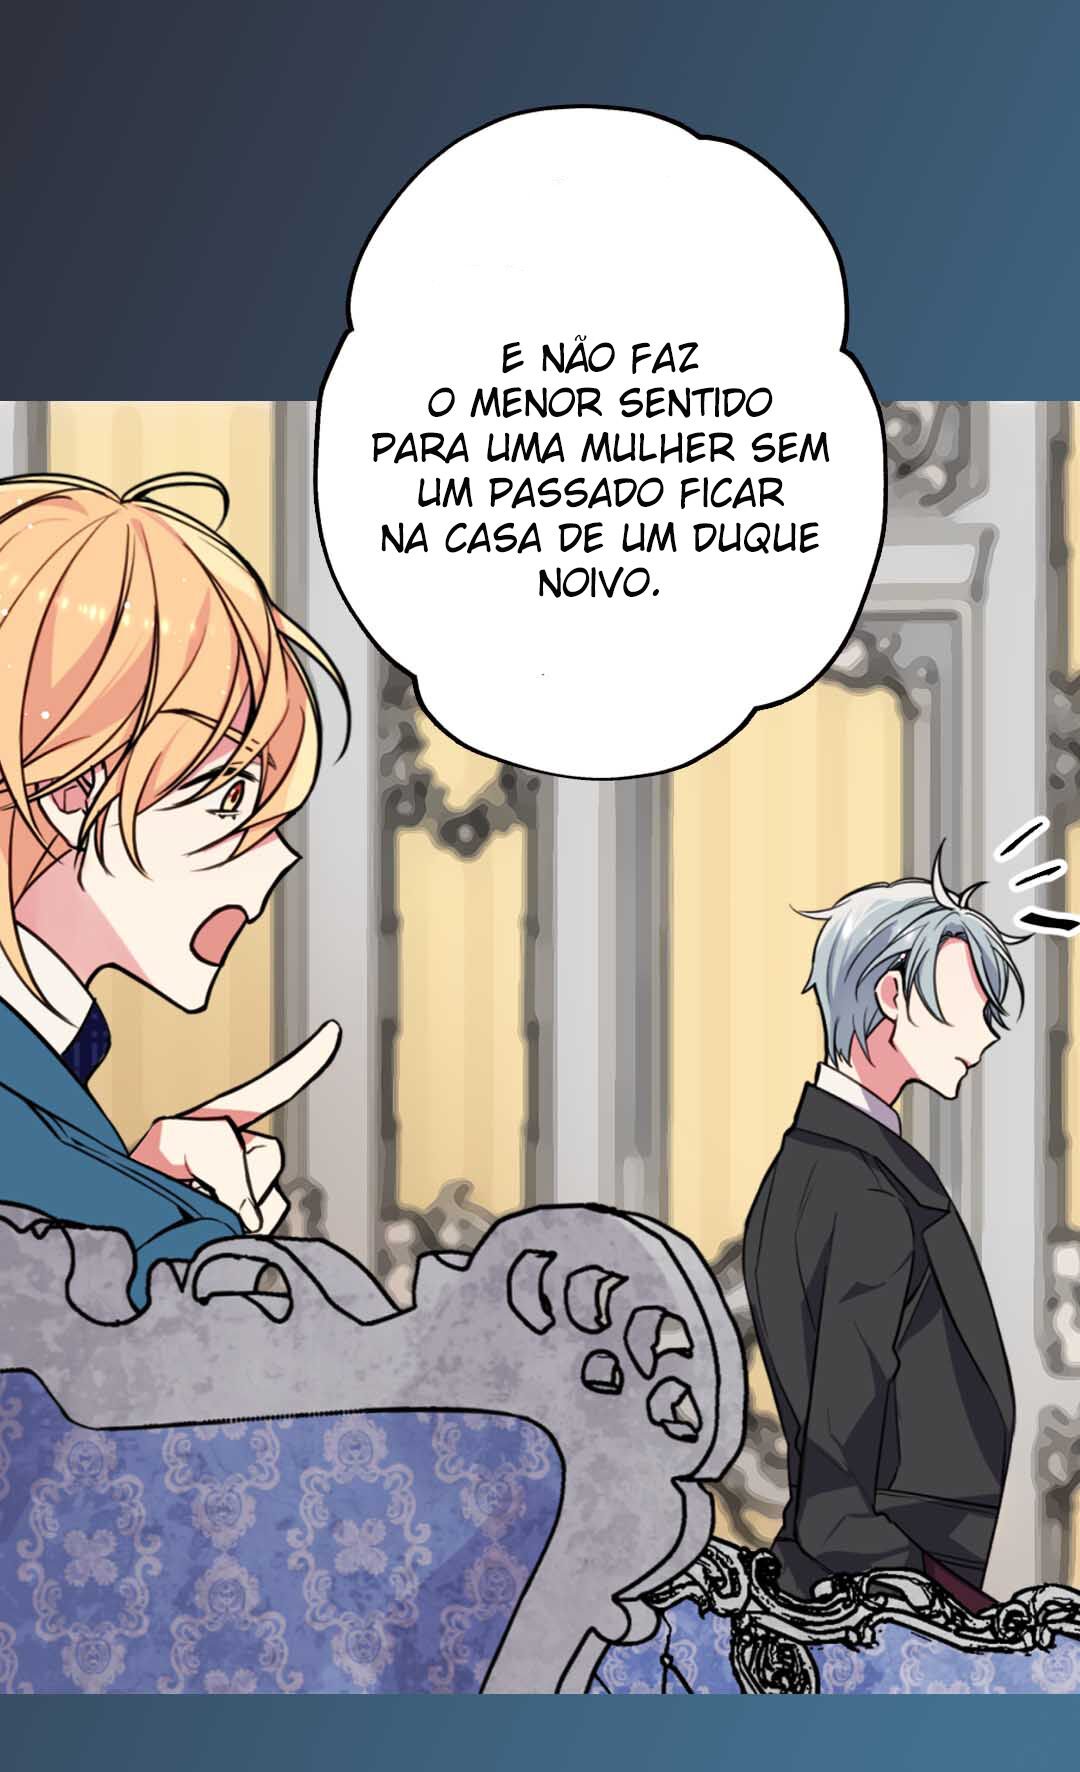 E NÃO FAZ
O MENOR SENTIDO
PARA UMA MULHER SEM
UM PASSADO FICAR
NA CASA DE UM DUQUE
NOIVO.